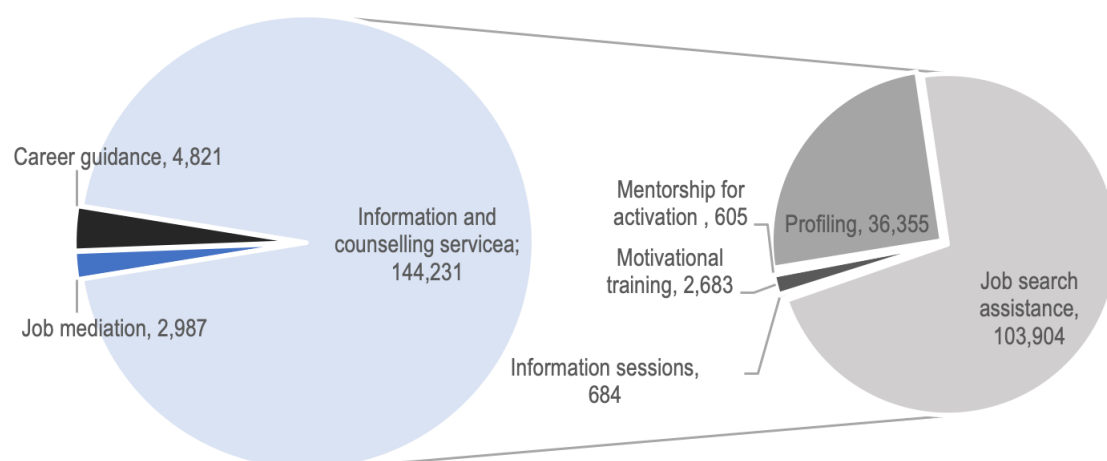 Career guidance, 4,821
Information and
counselling servicea;
144,231
Job mediation, 2,987
Mentorship for
activation , 605
Profiling, 36,355
Motivational
training, 2,683
Job search
assistance,
103,904
Information sessions,
684